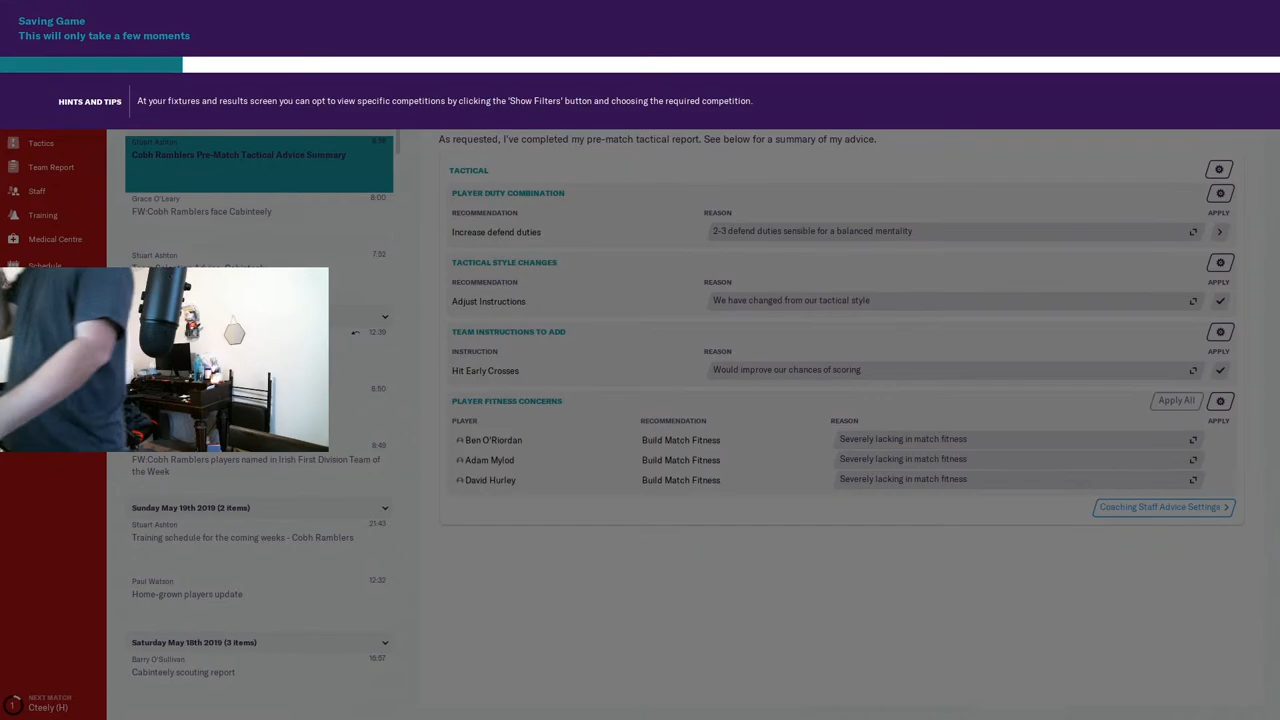 Saving Game
This will only take a few moments
HINTS AND TIPS
At your fixtures and results screen you can opt to view specific competitions by clicking the 'Show Filters' button and choosing the required competition.
Tactics
Team Report
Staff
Training
Medical Centre
Schedule
1
NEXT MATCH
Cteely (H)
Stuart Ashton
Cobh Ramblers Pre-Match Tactical Advice Summary
Grace O'Leary
8:00
FW:Cobh Ramblers face Cabinteely
Stuart Ashton
7:52
12:39
6:50
8:49
FW:Cobh Ramblers players named in Irish First Division Team of
the Week
Sunday May 19th 2019 (2 items)
Stuart Ashton
21:43
Training schedule for the coming weeks - Cobh Ramblers
Paul Watson
12:32
Home-grown players update
Saturday May 18th 2019 (3 items)
Barry O'Sullivan
16:57
Cabinteely scouting report
As requested, I've completed my pre-match tactical report. See below for a summary of my advice.
TACTICAL
PLAYER DUTY COMBINATION
RECOMMENDATION REASON APPLY
Increase defend duties 2-3 defend duties sensible for a balanced mentality
TACTICAL STYLE CHANGES
RECOMMENDATION REASON APPLY
Adjust Instructions We have changed from our tactical style
TEAM INSTRUCTIONS TO ADD
INSTRUCTION REASON APPLY
Hit Early Crosses Would improve our chances of scoring
PLAYER FITNESS CONCERNS Apply All
PLAYER RECOMMENDATION REASON APPLY
Ben O'Riordan Build Match Fitness Severely lacking in match fitness
Adam Mylod Build Match Fitness Severely lacking in match fitness
David Hurley Build Match Fitness Severely lacking in match fitness
Coaching Staff Advice Settings